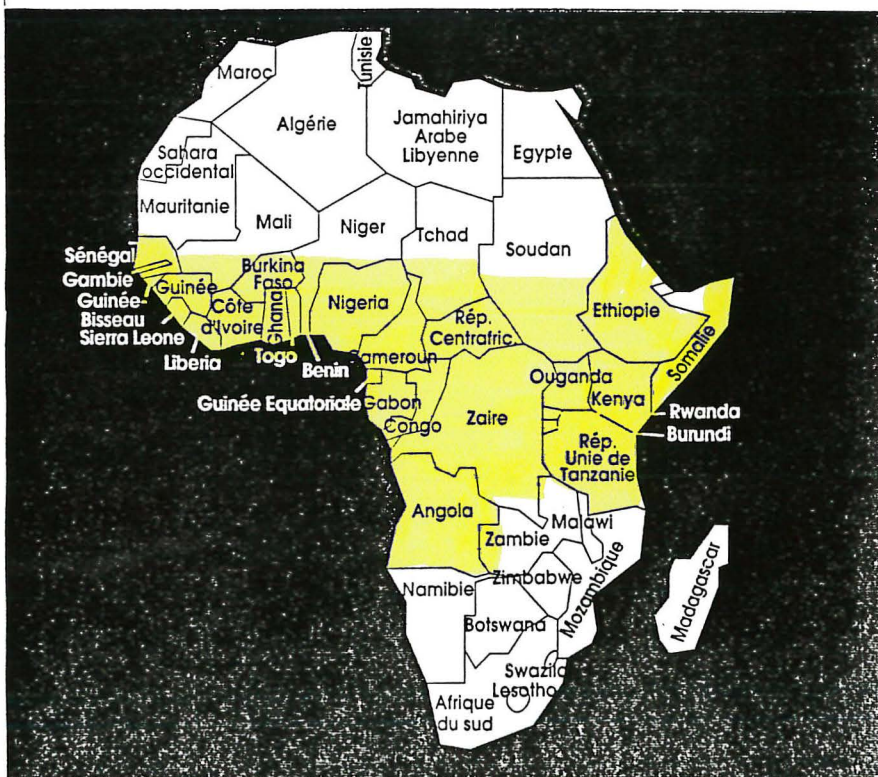 Tunisie
Maroc
Algérie
Jamahiriya
Arabe
Libyenne
Egypte
Sahara
occidental
Mauritanie
Mali
Niger
Tchad
Soudan
Sénégal
Gambie
Guinée-
Bisseau
Sierra Leone
Liberia
Guinée
Burkina
Faso
Côte
d'Ivoire
Ghana
Togo
Benin
Nigeria
Cameroun
Rép.
Centrafric.
Ethiopie
Somalie
Guinée Equatoriale
Gabon
Congo
Zaire
Ouganda
Kenya
Rwanda
Burundi
Rép.
Unie de
Tanzanie
Angola
Zambie
Malawi
Mozambique
Zimbabwe
Namibie
Botswana
Madagascar
Swazila
Lesotho
Afrique
du sud